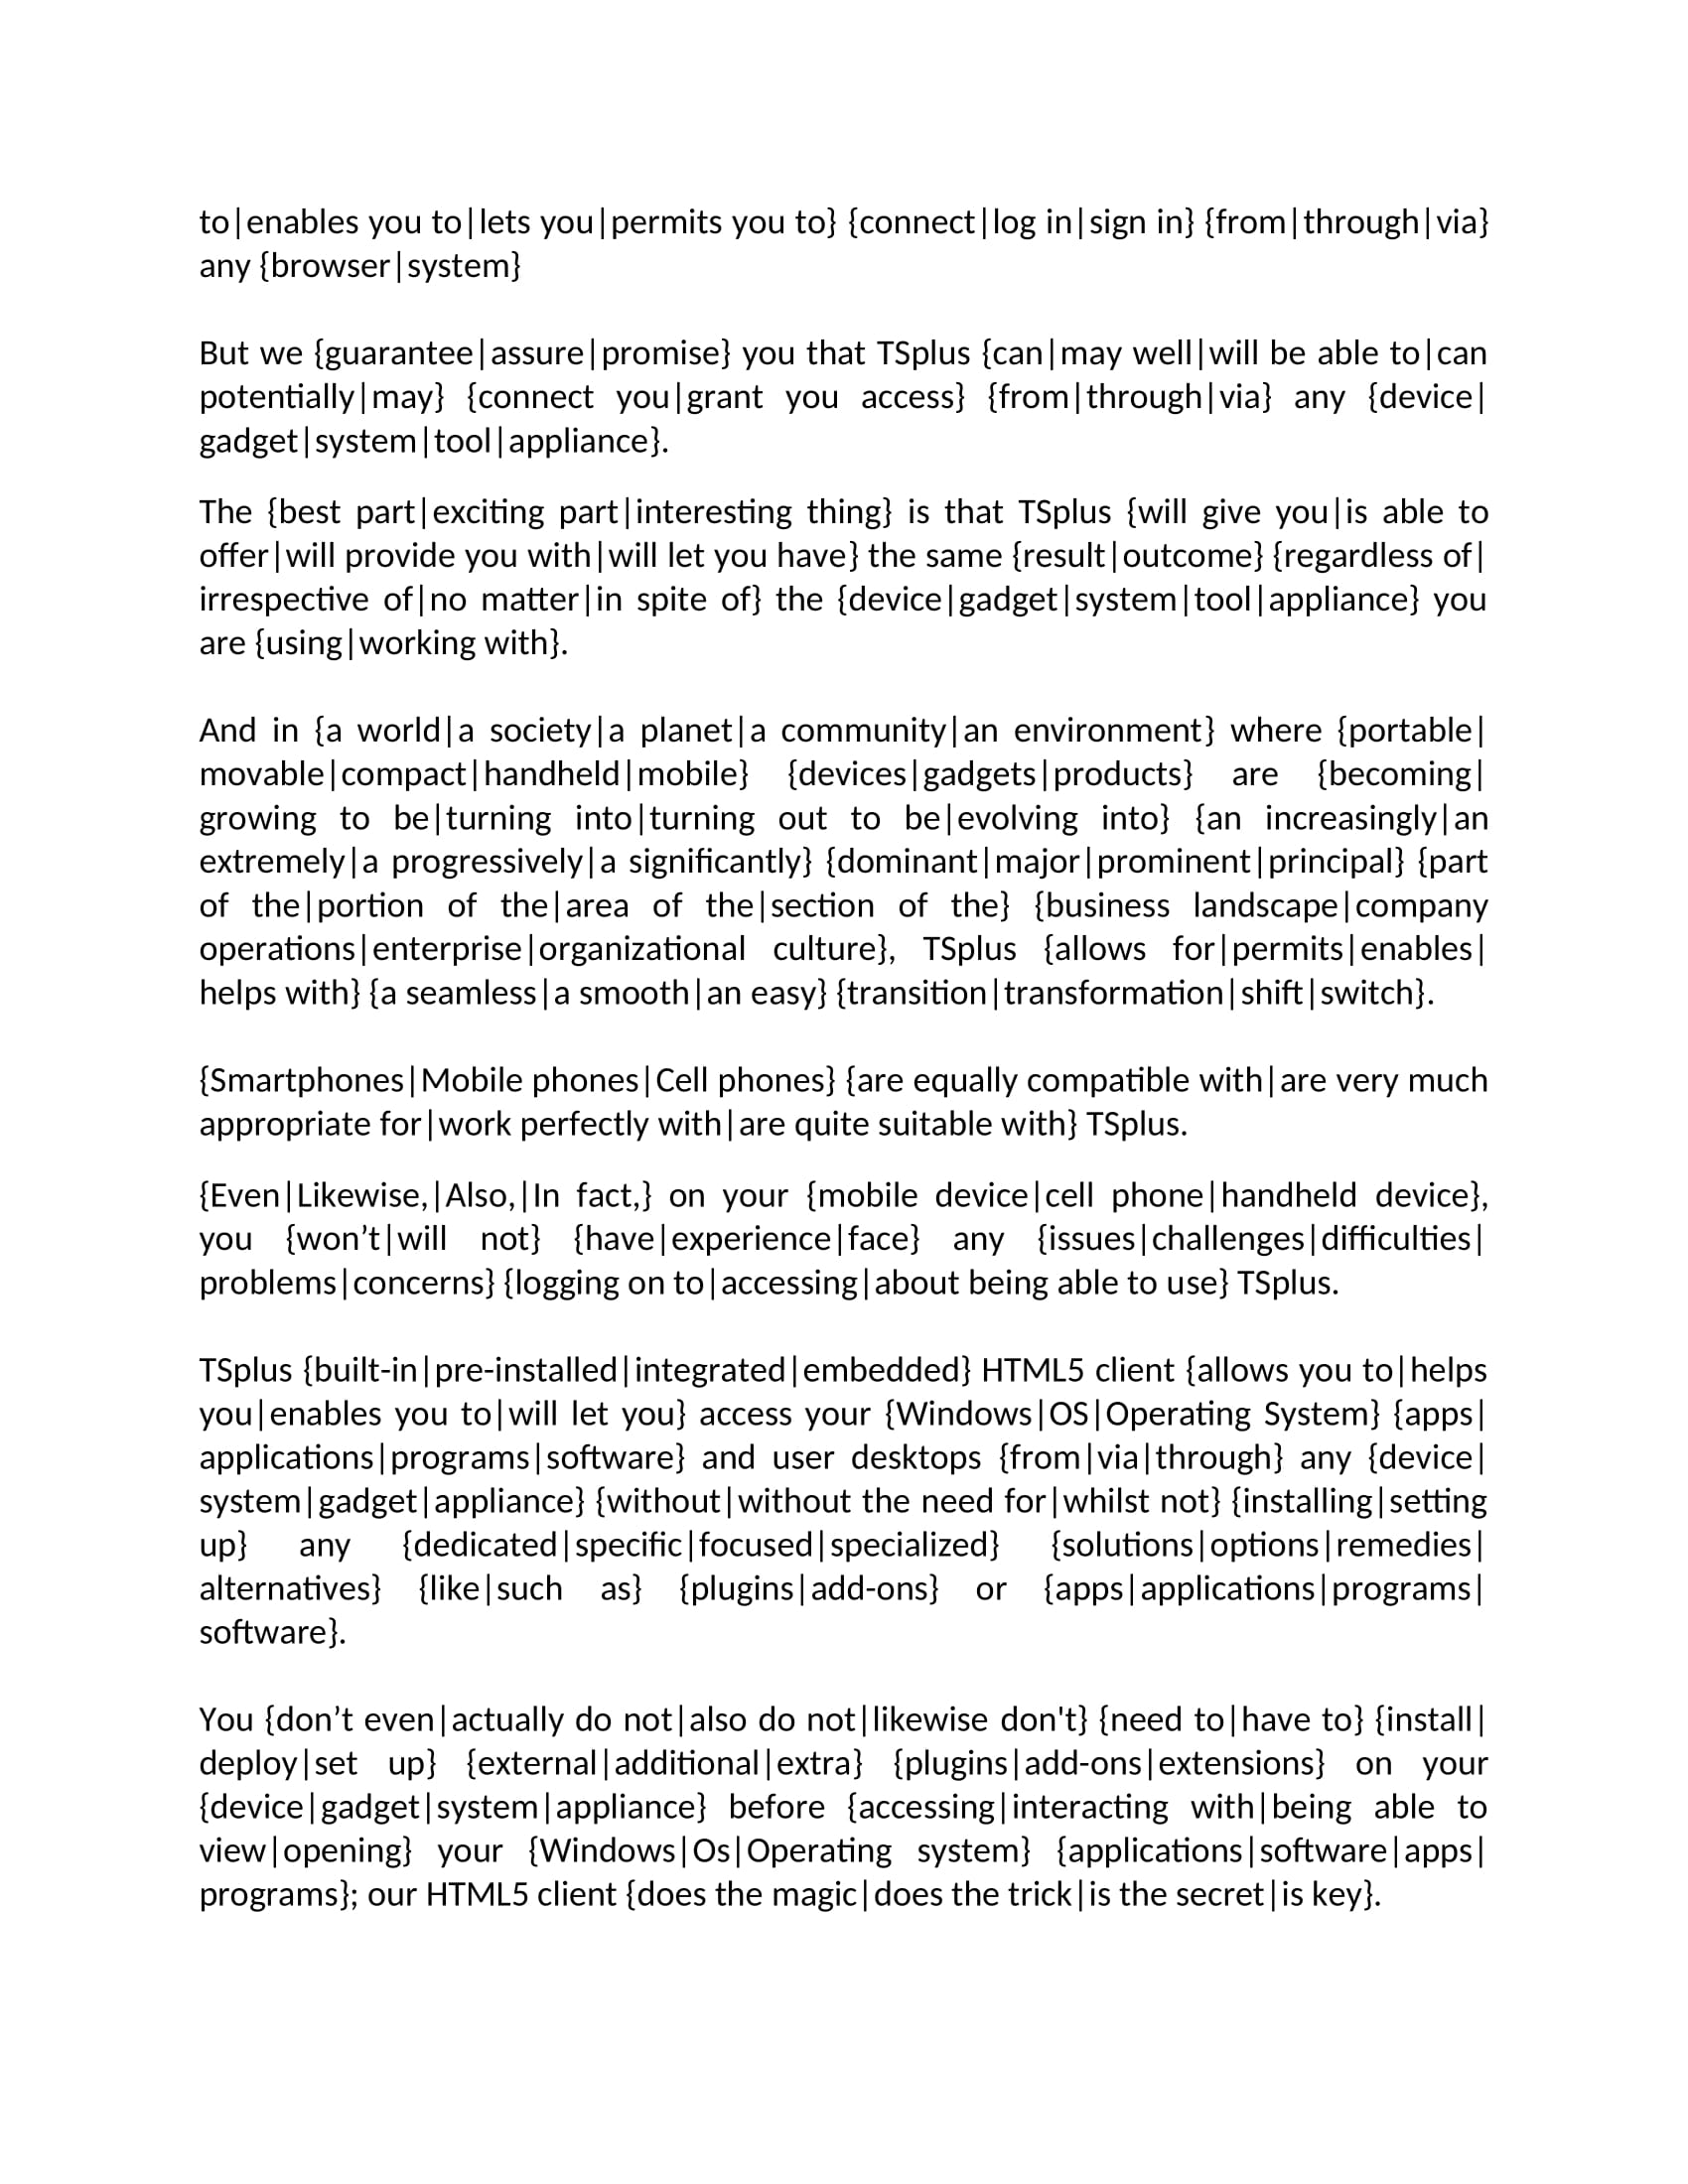 to|enables you to|lets you|permits you to} {connect|log in|sign in} {from|through|via}
any {browser|system}
But we {guarantee|assure|promise} you that TSplus {can|may well|will be able to|can
potentially|may} {connect you|grant you access} {from|through|via} any {device|
gadget|system|tool|appliance}.
The {best part|exciting part|interesting thing} is that TSplus {will give you|is able to
offer|will provide you with|will let you have} the same {result|outcome} {regardless of|
irrespective of|no matter|in spite of} the {device|gadget|system|tool|appliance} you
are {using|working with}.
And in {a world|a society|a planet|a community|an environment} where {portable|
movable|compact|handheld|mobile} {devices|gadgets|products} are {becoming|
growing to be|turning into|turning out to be|evolving into} {an increasingly|an
extremely|a progressively|a significantly} {dominant|major|prominent|principal} {part
of the|portion of the|area of the|section of the} {business landscape|company
operations|enterprise|organizational culture}, TSplus {allows for|permits|enables|
helps with} {a seamless|a smooth|an easy} {transition|transformation|shift|switch}.
{Smartphones|Mobile phones|Cell phones} {are equally compatible with|are very much
appropriate for|work perfectly with|are quite suitable with} TSplus.
{Even|Likewise,|Also,|In fact,} on your {mobile device|cell phone|handheld device},
you {won’t|will not} {have|experience|face} any {issues|challenges|difficulties|
problems|concerns} {logging on to|accessing|about being able to use} TSplus.
TSplus {built-in|pre-installed|integrated|embedded} HTML5 client {allows you to|helps
you|enables you to|will let you} access your {Windows|OS|Operating System} {apps|
applications|programs|software} and user desktops {from|via|through} any {device|
system|gadget|appliance} {without|without the need for|whilst not} {installing|setting
up} any {dedicated|specific|focused|specialized} {solutions|options|remedies|
alternatives} {like|such as} {plugins|add-ons} or {apps|applications|programs|
software}.
You {don’t even|actually do not|also do not|likewise don't} {need to|have to} {install|
deploy|set up} {external|additional|extra} {plugins|add-ons|extensions} on your
{device|gadget|system|appliance} before {accessing|interacting with|being able to
view|opening} your {Windows|Os|Operating system} {applications|software|apps|
programs}; our HTML5 client {does the magic|does the trick|is the secret|is key}.